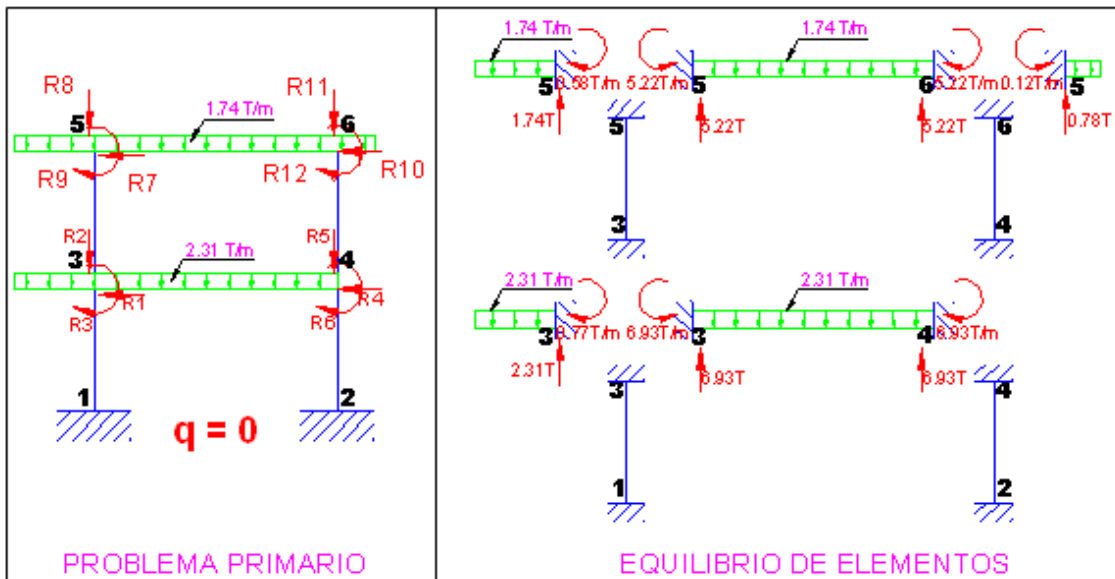 1.74 T/m
R8
R11
5
6
R9
R7
R12
R10
R2
R5
3
4
2.31 T/m
R1
R4
R3
R6
1
2
q = 0
PROBLEMA PRIMARIO
1.74 T/m
1.74 T/m
0.58T/m
5.22T/m
5.22T/m
0.12T/m
5
5
6
5
1.74T
5.22T
5.22T
0.78T
5
6
3
4
2.31 T/m
2.31 T/m
0.77T/m
6.93T/m
6.93T/m
3
3
4
2.31T
6.93T
6.93T
3
4
1
2
EQUILIBRIO DE ELEMENTOS